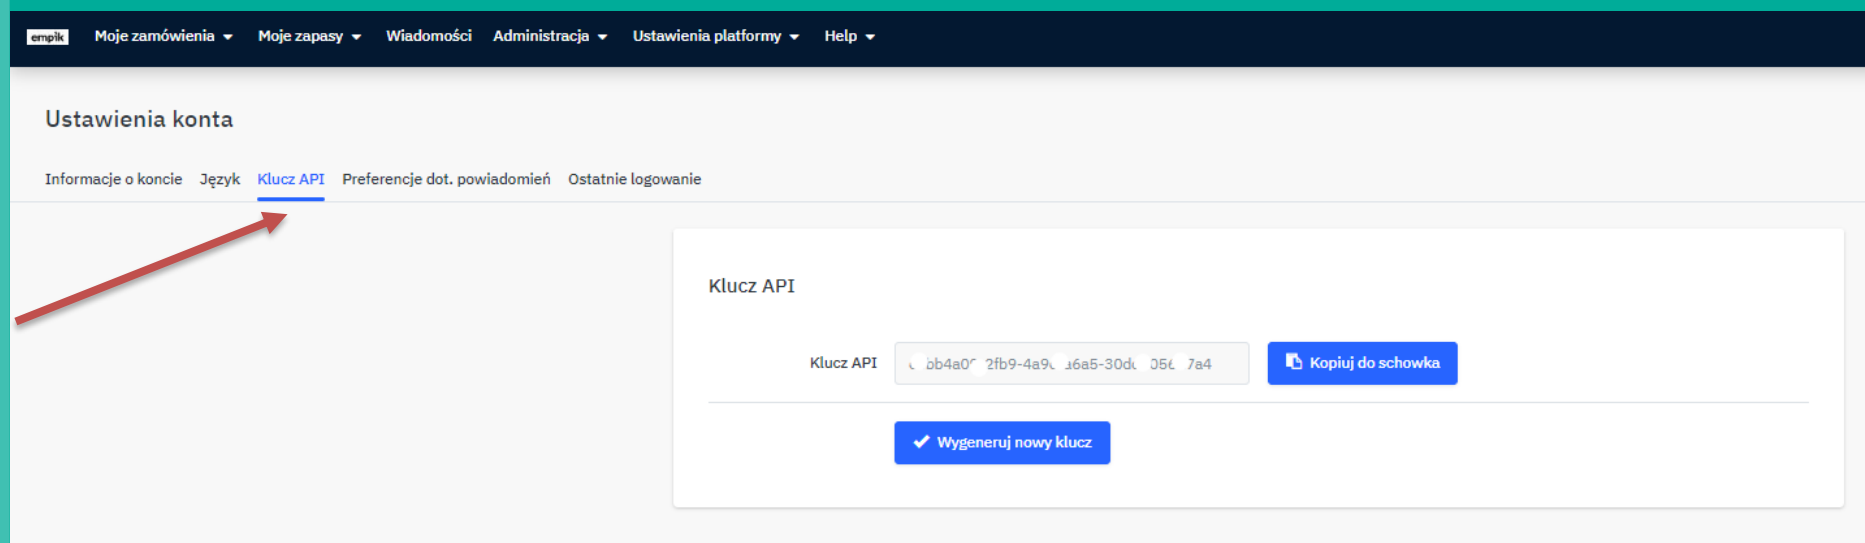 empik Moje zamówienia Moje zapasy Wiadomości Administracja Ustawienia platformy Help
Ustawienia konta
Informacje o koncie Język Klucz API Preferencje dot. powiadomień Ostatnie logowanie
Klucz API
Klucz API Kopiuj do schowka
Wygeneruj nowy klucz